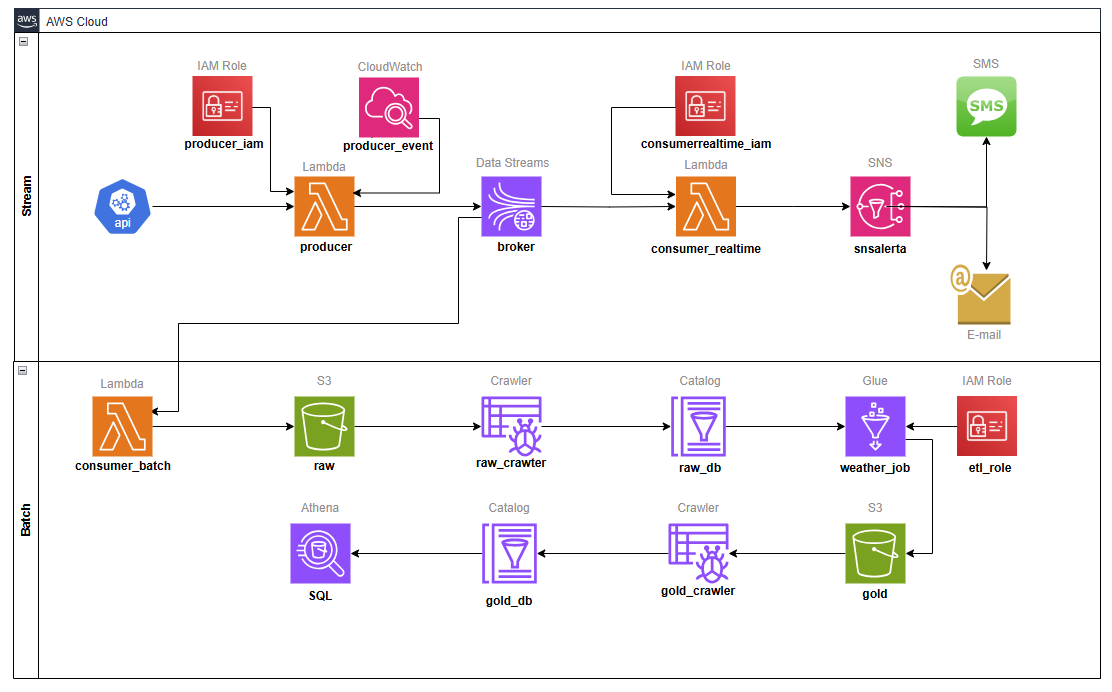 aws
AWS Cloud
Stream
IAM Role
producer_iam
CloudWatch
producer_event
IAM Role
consumerrealtime_iam
SMS
SMS
api
Lambda
producer
Data Streams
broker
Lambda
consumer_realtime
SNS
snsalerta
@
E-mail
Batch
Lambda
consumer_batch
S3
raw
Crawler
raw_crawter
Catalog
raw_db
Glue
weather_job
IAM Role
etl_role
Athena
SQL
Catalog
gold_db
Crawler
gold_crawler
S3
gold